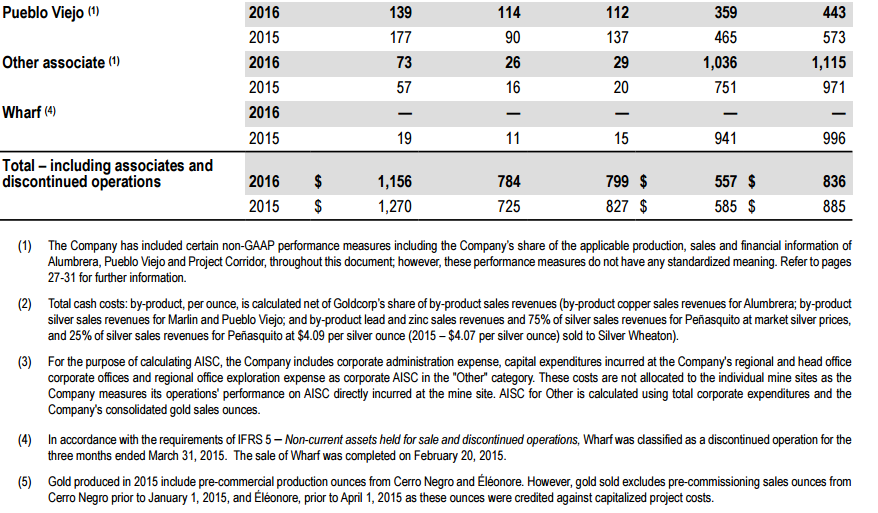 Pueblo Viejo (1) 2016 139 114 112 359 443
2015 177 90 137 465 573
Other associate (1) 2016 73 26 29 1,036 1,115
2015 57 16 20 751 971
Wharf (4) 2016 — — — — —
2015 19 11 15 941 996
Total – including associates and
discontinued operations 2016 $ 1,156 784 799 $ 557 $ 836
2015 $ 1,270 725 827 $ 585 $ 885
(1) The Company has included certain non-GAAP performance measures including the Company's share of the applicable production, sales and financial information of
Alumbrera, Pueblo Viejo and Project Corridor, throughout this document; however, these performance measures do not have any standardized meaning. Refer to pages
27-31 for further information.
(2) Total cash costs: by-product, per ounce, is calculated net of Goldcorp's share of by-product sales revenues (by-product copper sales revenues for Alumbrera; by-product
silver sales revenues for Marlin and Pueblo Viejo; and by-product lead and zinc sales revenues and 75% of silver sales revenues for Peñasquito at market silver prices,
and 25% of silver sales revenues for Peñasquito at $4.09 per silver ounce (2015 – $4.07 per silver ounce) sold to Silver Wheaton).
(3) For the purpose of calculating AISC, the Company includes corporate administration expense, capital expenditures incurred at the Company's regional and head office
corporate offices and regional office exploration expense as corporate AISC in the "Other" category. These costs are not allocated to the individual mine sites as the
Company measures its operations' performance on AISC directly incurred at the mine site. AISC for Other is calculated using total corporate expenditures and the
Company's consolidated gold sales ounces.
(4) In accordance with the requirements of IFRS 5 – Non-current assets held for sale and discontinued operations, Wharf was classified as a discontinued operation for the
three months ended March 31, 2015. The sale of Wharf was completed on February 20, 2015.
(5) Gold produced in 2015 include pre-commercial production ounces from Cerro Negro and Éléonore. However, gold sold excludes pre-commissioning sales ounces from
Cerro Negro prior to January 1, 2015, and Éléonore, prior to April 1, 2015 as these ounces were credited against capitalized project costs.